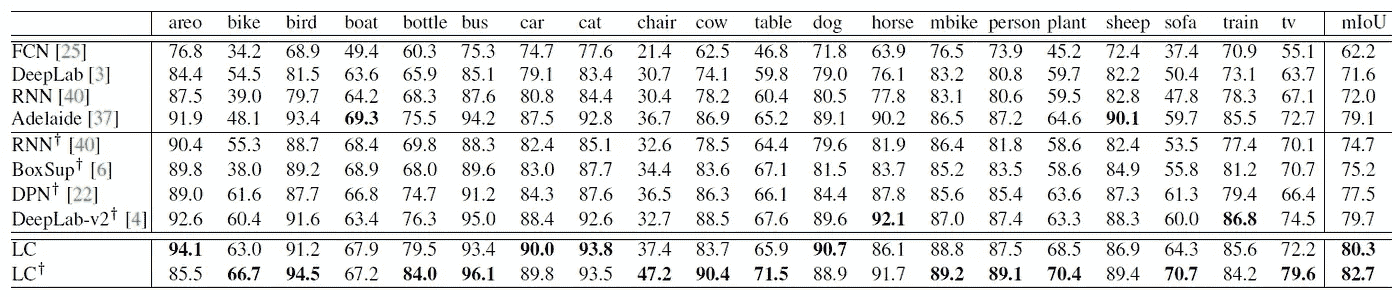 areo bike bird boat bottle bus car cat chair cow table dog horse mbike person plant sheep sofa train tv mIoU
FCN [25] 76.8 34.2 68.9 49.4 60.3 75.3 74.7 77.6 21.4 62.5 46.8 71.8 63.9 76.5 73.9 45.2 72.4 37.4 70.9 55.1 62.2
DeepLab [3] 84.4 54.5 81.5 63.6 65.9 85.1 79.1 83.4 30.7 74.1 59.8 79.0 76.1 83.2 80.8 59.7 82.2 50.4 73.1 63.7 71.6
RNN [40] 87.5 39.0 79.7 64.2 68.3 87.6 80.8 84.4 30.4 78.2 60.4 80.5 77.8 83.1 80.6 59.5 82.8 47.8 78.3 67.1 72.0
Adelaide [37] 91.9 48.1 93.4 69.3 75.5 94.2 87.5 92.8 36.7 86.9 65.2 89.1 90.2 86.5 87.2 64.6 90.1 59.7 85.5 72.7 79.1
RNN† [40] 90.4 55.3 88.7 68.4 69.8 88.3 82.4 85.1 32.6 78.5 64.4 79.6 81.9 86.4 81.8 58.6 82.4 53.5 77.4 70.1 74.7
BoxSup† [6] 89.8 38.0 89.2 68.9 68.0 89.6 83.0 87.7 34.4 83.6 67.1 81.5 83.7 85.2 83.5 58.6 84.9 55.8 81.2 70.7 75.2
DPN† [22] 89.0 61.6 87.7 66.8 74.7 91.2 84.3 87.6 36.5 86.3 66.1 84.4 87.8 85.6 85.4 63.6 87.3 61.3 79.4 66.4 77.5
DeepLab-v2† [4] 92.6 60.4 91.6 63.4 76.3 95.0 88.4 92.6 32.7 88.5 67.6 89.6 92.1 87.0 87.4 63.3 88.3 60.0 86.8 74.5 79.7
LC 94.1 63.0 91.2 67.9 79.5 93.4 90.0 93.8 37.4 83.7 65.9 90.7 86.1 88.8 87.5 68.5 86.9 64.3 85.6 72.2 80.3
LC† 85.5 66.7 94.5 67.2 84.0 96.1 89.8 93.5 47.2 90.4 71.5 88.9 91.7 89.2 89.1 70.4 89.4 70.7 84.2 79.6 82.7